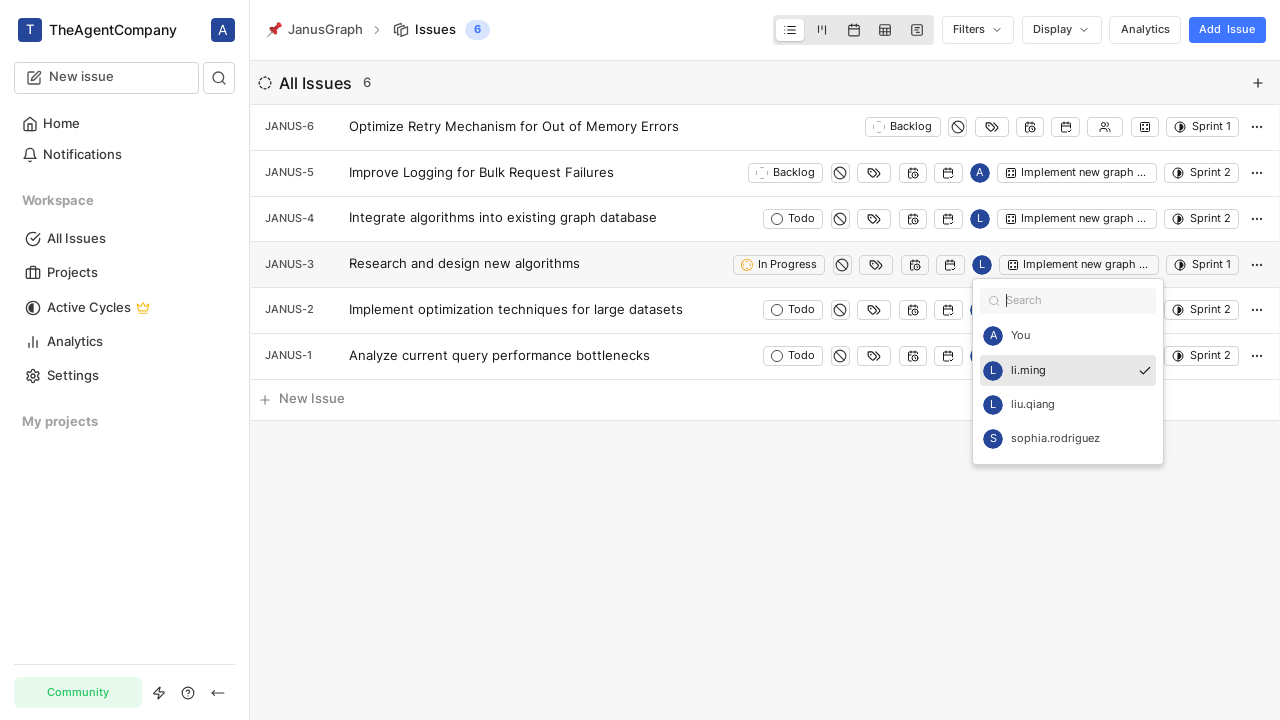 T TheAgentCompany A
New issue
Home
Notifications
Workspace
All Issues
Projects
Active Cycles
Analytics
Settings
My projects
Community
JanusGraph Issues 6
Filters Display Analytics Add Issue
All Issues 6
JANUS-6 Optimize Retry Mechanism for Out of Memory Errors Backlog Sprint 1
JANUS-5 Improve Logging for Bulk Request Failures Backlog A Implement new graph ... Sprint 2
JANUS-4 Integrate algorithms into existing graph database Todo L Implement new graph ... Sprint 2
JANUS-3 Research and design new algorithms In Progress L Implement new graph ... Sprint 1
JANUS-2 Implement optimization techniques for large datasets Todo Sprint 2
JANUS-1 Analyze current query performance bottlenecks Todo Sprint 2
New Issue
Search
A You
L li.ming
L liu.qiang
S sophia.rodriguez